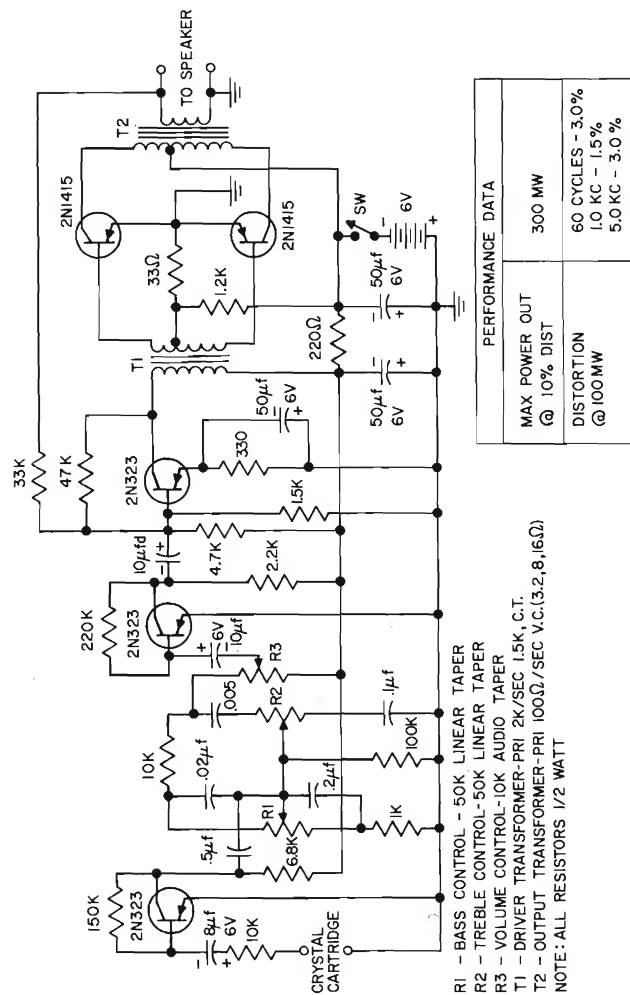 33K
47K
220K
150K
2N323
2N323
2N323
10µfd
- +
T1
T2
2N1415
2N1415
TO SPEAKER
33Ω
1.2K
4.7K
2.2K
1.5K
330
50µf
6V
- +
220Ω
50µf
6V
- +
50µf
6V
- +
SW
-
6V
+
+ 6V
- 10µf
R3
.005
R2
10K
.02µf
R1
.5µf
6.8K
.2µf
100K
.1µf
1K
- 8µf
+ 6V
10K
CRYSTAL
CARTRIDGE
R1 - BASS CONTROL - 50K LINEAR TAPER
R2 - TREBLE CONTROL-50K LINEAR TAPER
R3 - VOLUME CONTROL-10K AUDIO TAPER
T1 - DRIVER TRANSFORMER-PRI 2K/SEC 1.5K, C.T.
T2 - OUTPUT TRANSFORMER-PRI 100Ω/SEC V.C.(3.2,8,16Ω)
NOTE: ALL RESISTORS 1/2 WATT
PERFORMANCE DATA
MAX POWER OUT
@ 10% DIST
300 MW
DISTORTION
@ 100 MW
60 CYCLES - 3.0%
1.0 KC - 1.5%
5.0 KC - 3.0%